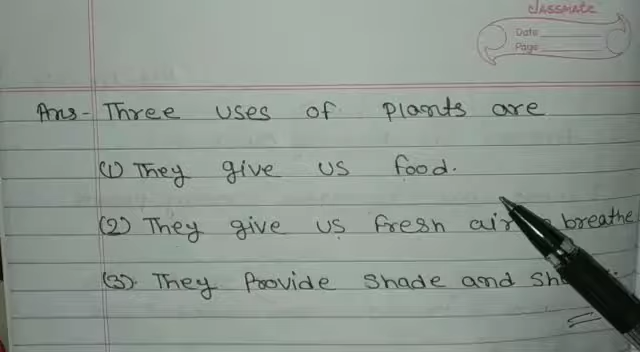 classmate
Date
Page
Ans- Three uses of plants are
(1) They give us food.
(2) They give us fresh air breathe
(3). They Provide shade and